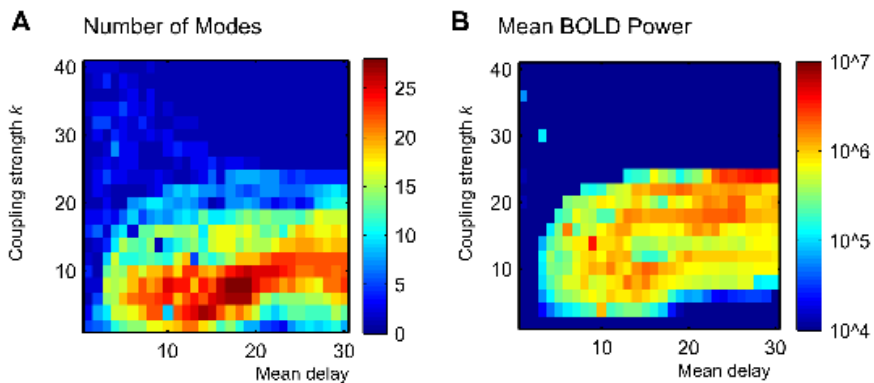 A Number of Modes
40
30
20
10
Coupling strength k
10 20 30
Mean delay
25
20
15
10
5
0
B Mean BOLD Power
40
30
20
10
Coupling strength k
10 20 30
Mean delay
10^7
10^6
10^5
10^4